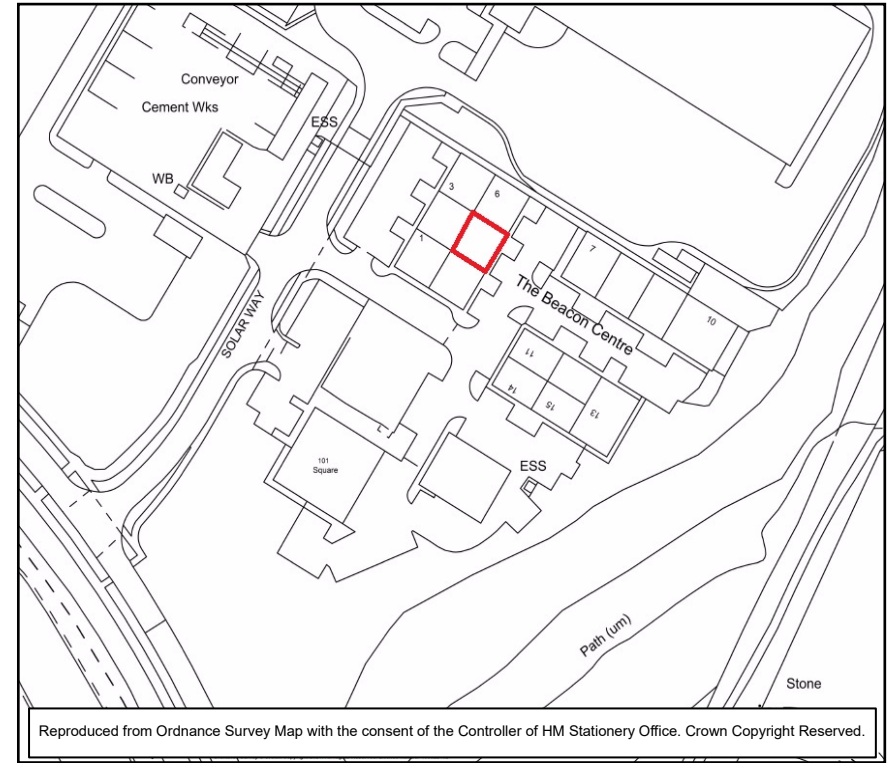 Conveyor
Cement Wks
ESS
WB
3
6
1
7
SOLAR WAY
The Beacon Centre
10
11
14
15
13
101
Square
ESS
Path (um)
Stone
Reproduced from Ordnance Survey Map with the consent of the Controller of HM Stationery Office. Crown Copyright Reserved.